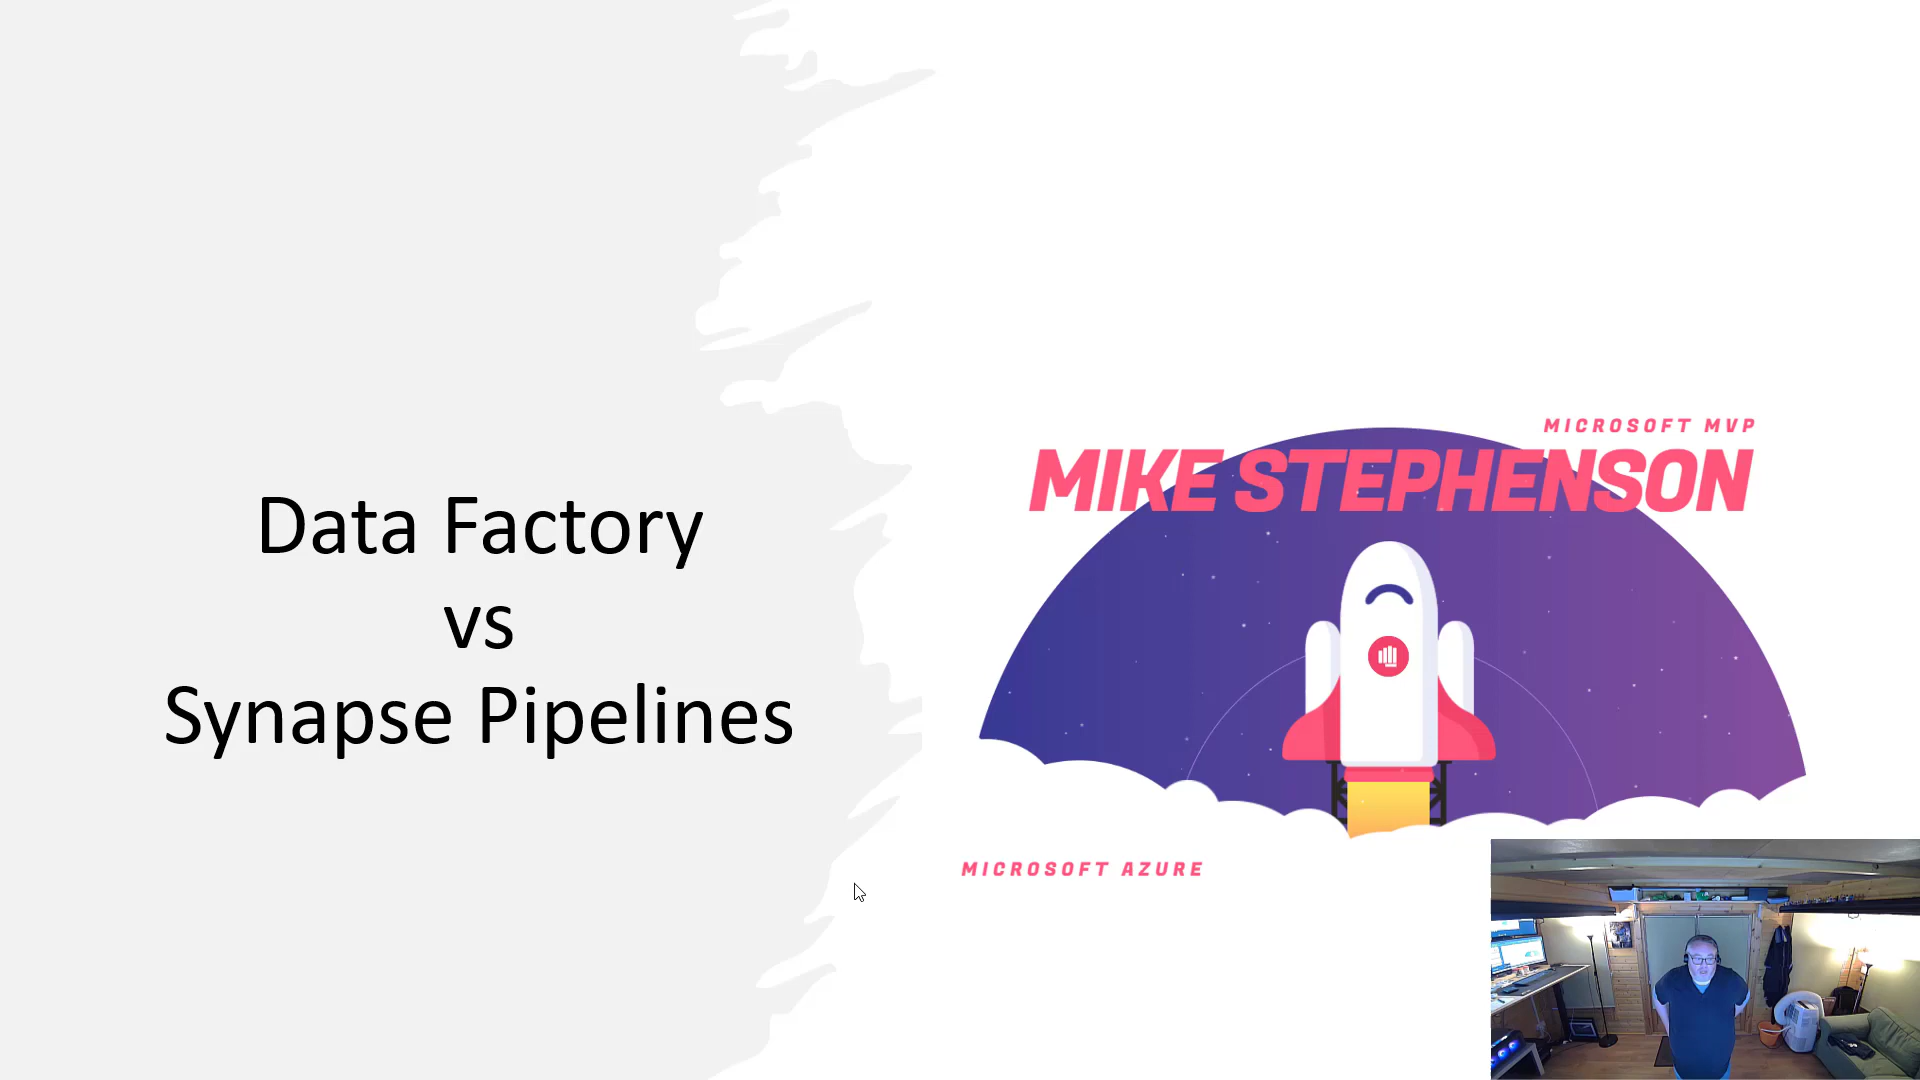 Data Factory
vs
Synapse Pipelines
MICROSOFT MVP
MIKE STEPHENSON
MICROSOFT AZURE